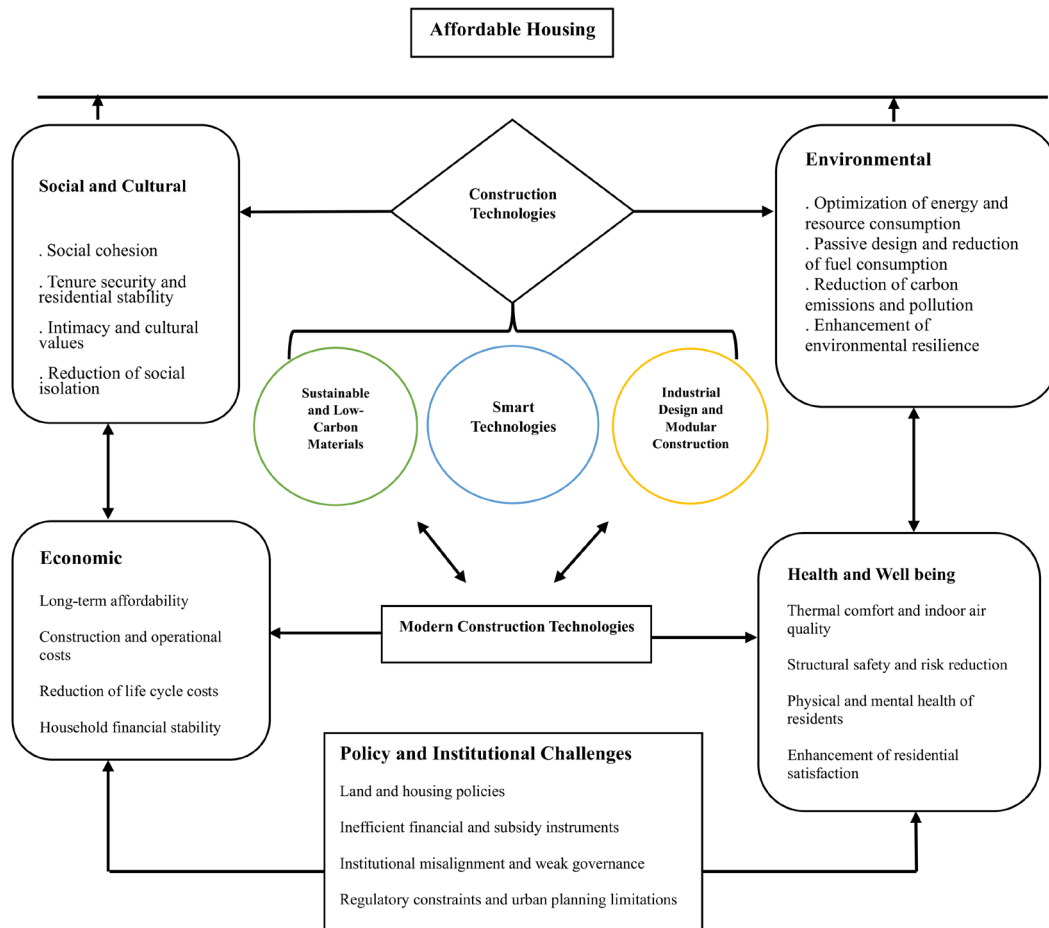 Affordable Housing
Social and Cultural
. Social cohesion
. Tenure security and
residential stability
. Intimacy and cultural
values
. Reduction of social
isolation
Construction
Technologies
Environmental
. Optimization of energy and
resource consumption
. Passive design and reduction
of fuel consumption
. Reduction of carbon
emissions and pollution
. Enhancement of
environmental resilience
Sustainable
and Low-
Carbon
Materials
Smart
Technologies
Industrial
Design and
Modular
Construction
Economic
Long-term affordability
Construction and operational
costs
Reduction of life cycle costs
Household financial stability
Modern Construction Technologies
Health and Well being
Thermal comfort and indoor air
quality
Structural safety and risk reduction
Physical and mental health of
residents
Enhancement of residential
satisfaction
Policy and Institutional Challenges
Land and housing policies
Inefficient financial and subsidy instruments
Institutional misalignment and weak governance
Regulatory constraints and urban planning limitations